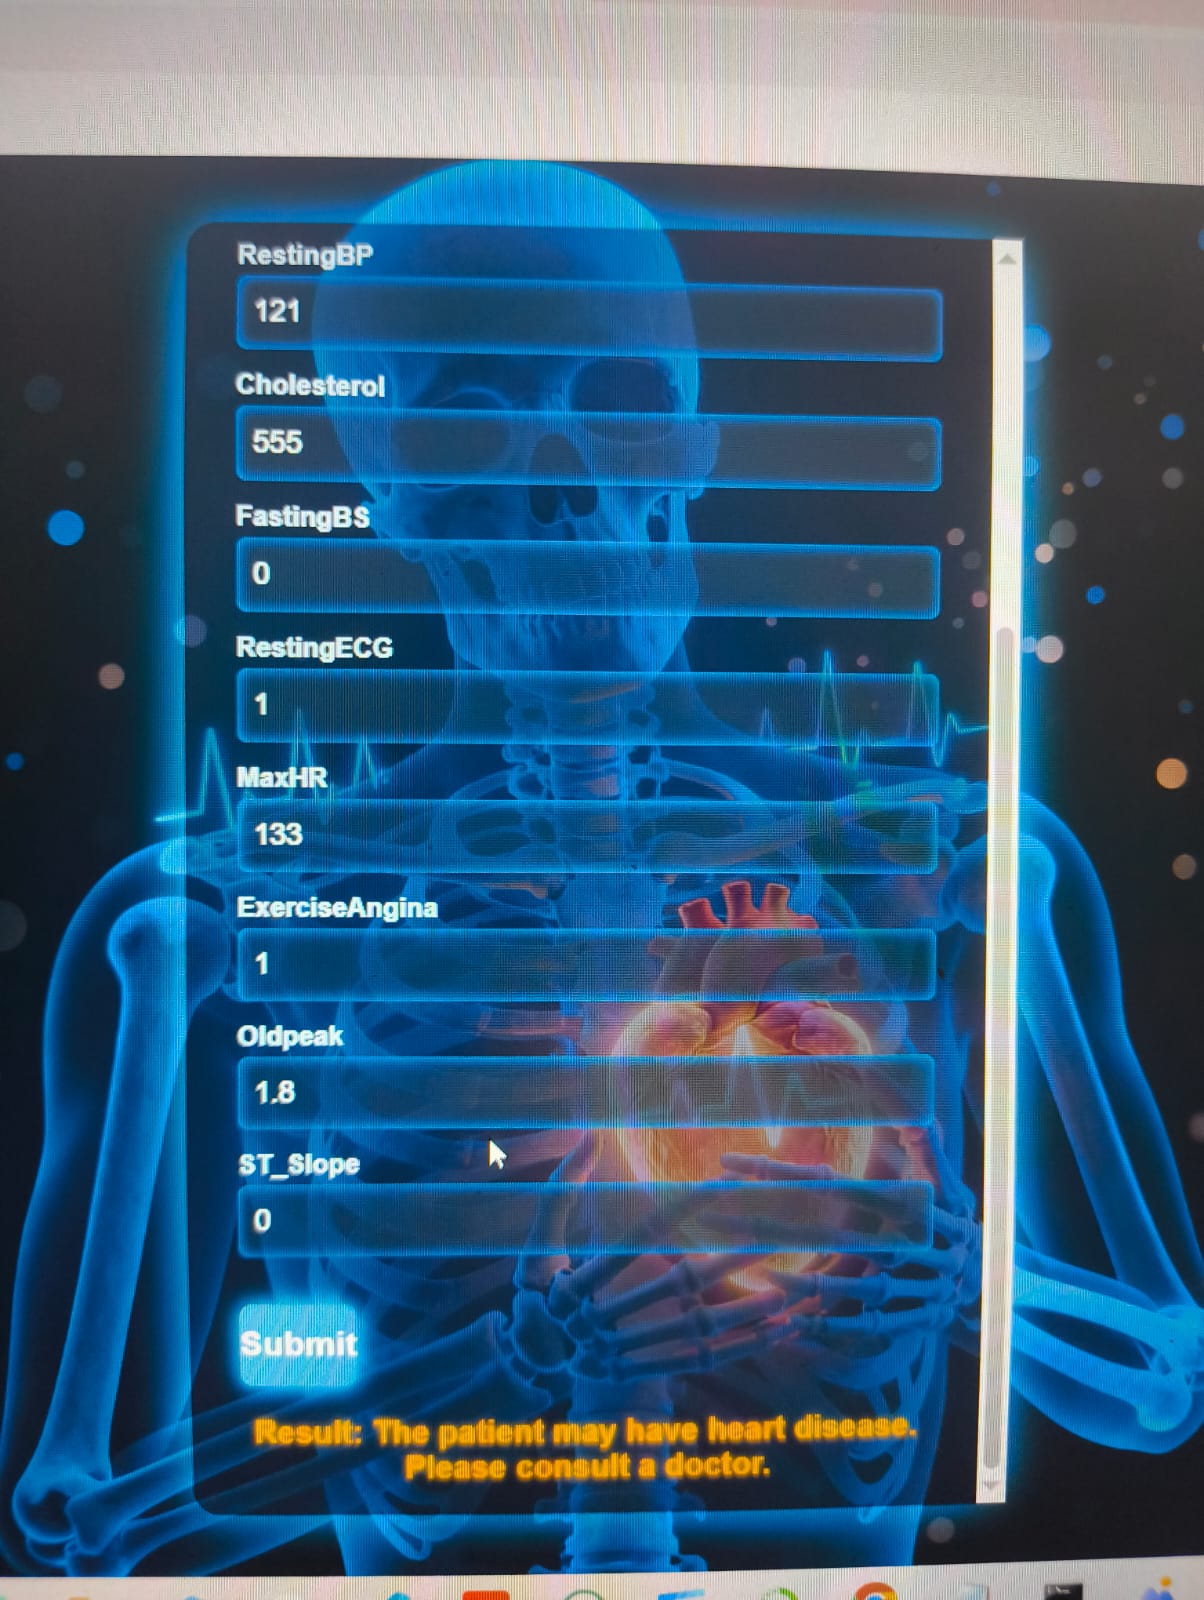 RestingBP
121
Cholesterol
555
FastingBS
0
RestingECG
1
MaxHR
133
ExerciseAngina
1
Oldpeak
1.8
ST_Slope
0
Submit
Result: The patient may have heart disease.
Please consult a doctor.